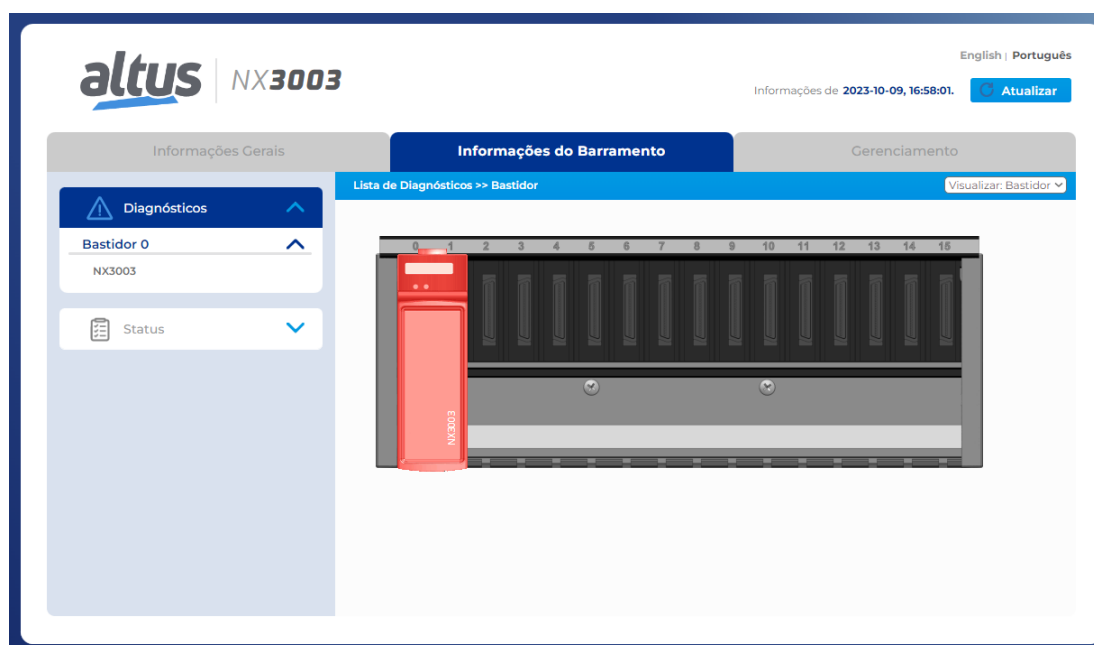 English | Português
altus NX3003
Informações de 2023-10-09, 16:58:01. Atualizar
Informações Gerais Informações do Barramento Gerenciamento
Lista de Diagnósticos >> Bastidor Visualizar: Bastidor
Diagnósticos
Bastidor 0
NX3003
Status
0 1 2 3 4 5 6 7 8 9 10 11 12 13 14 15
NX3003